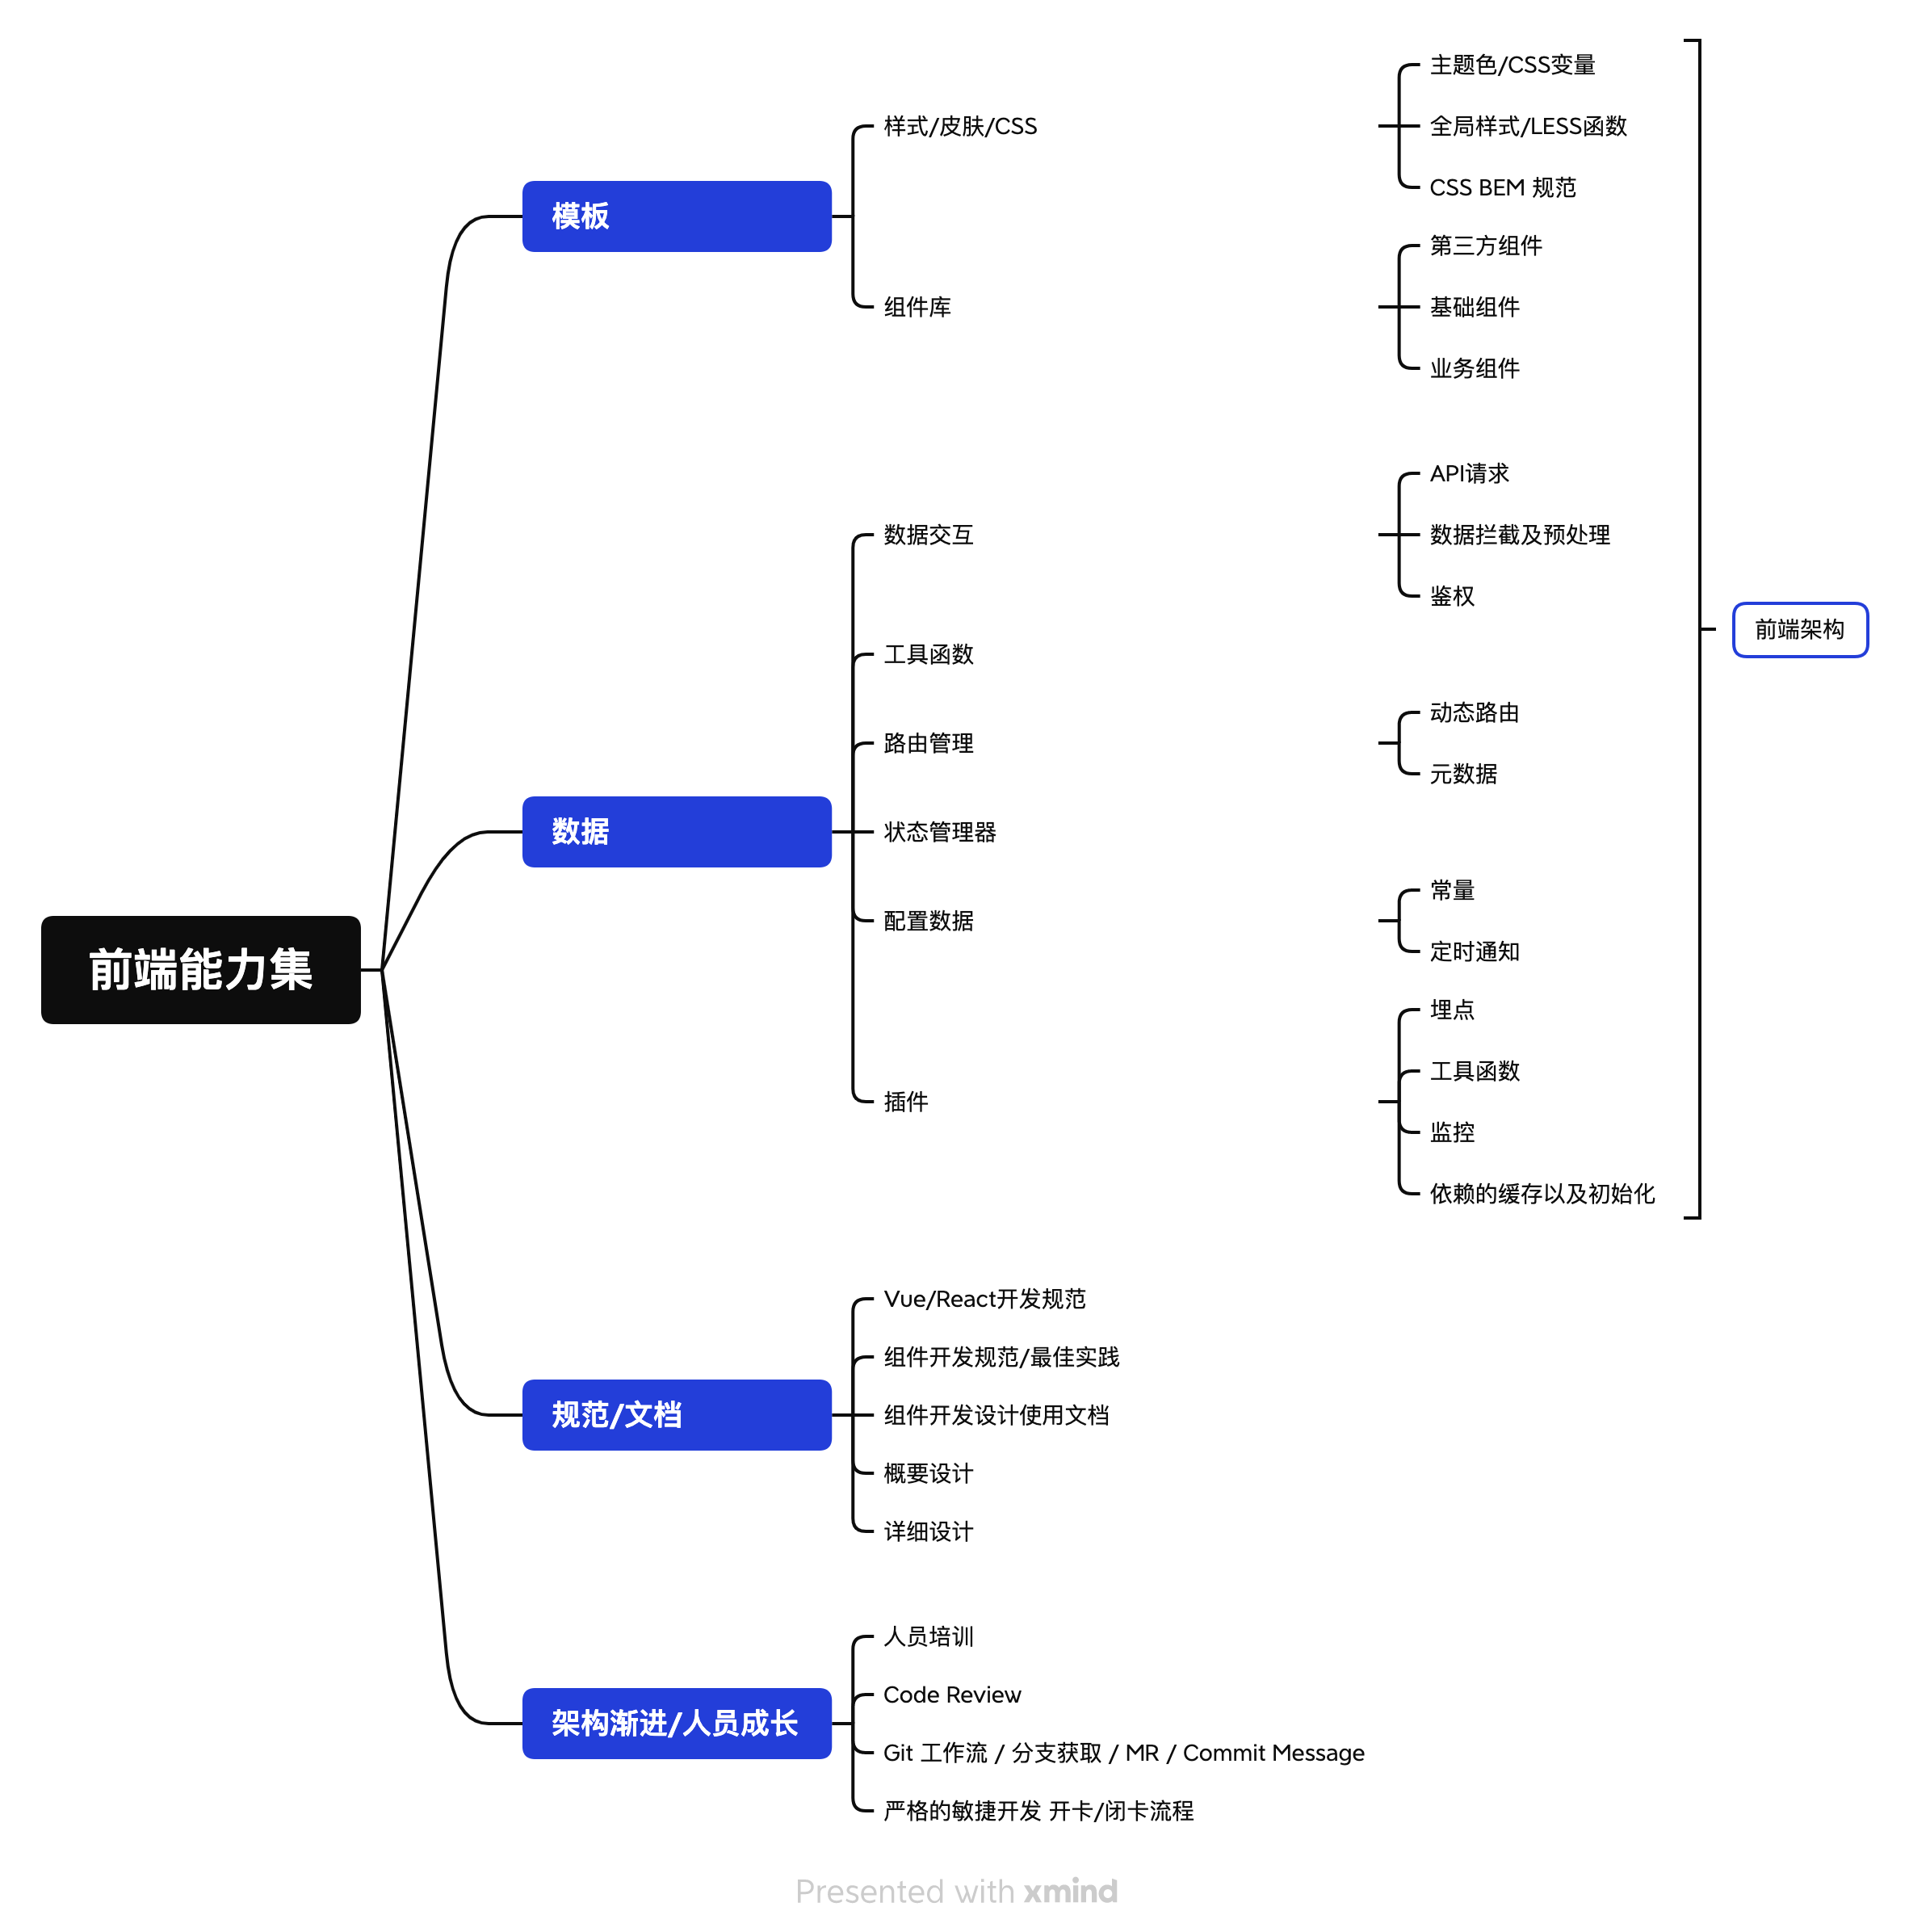 前端能力集
模板
样式/皮肤/CSS
主题色/CSS变量
全局样式/LESS函数
CSS BEM 规范
组件库
第三方组件
基础组件
业务组件
数据
数据交互
API请求
数据拦截及预处理
鉴权
工具函数
路由管理
动态路由
元数据
状态管理器
配置数据
常量
定时通知
插件
埋点
工具函数
监控
依赖的缓存以及初始化
前端架构
规范/文档
Vue/React开发规范
组件开发规范/最佳实践
组件开发设计使用文档
概要设计
详细设计
架构渐进/人员成长
人员培训
Code Review
Git 工作流 / 分支获取 / MR / Commit Message
严格的敏捷开发 开卡/闭卡流程
Presented with xmind